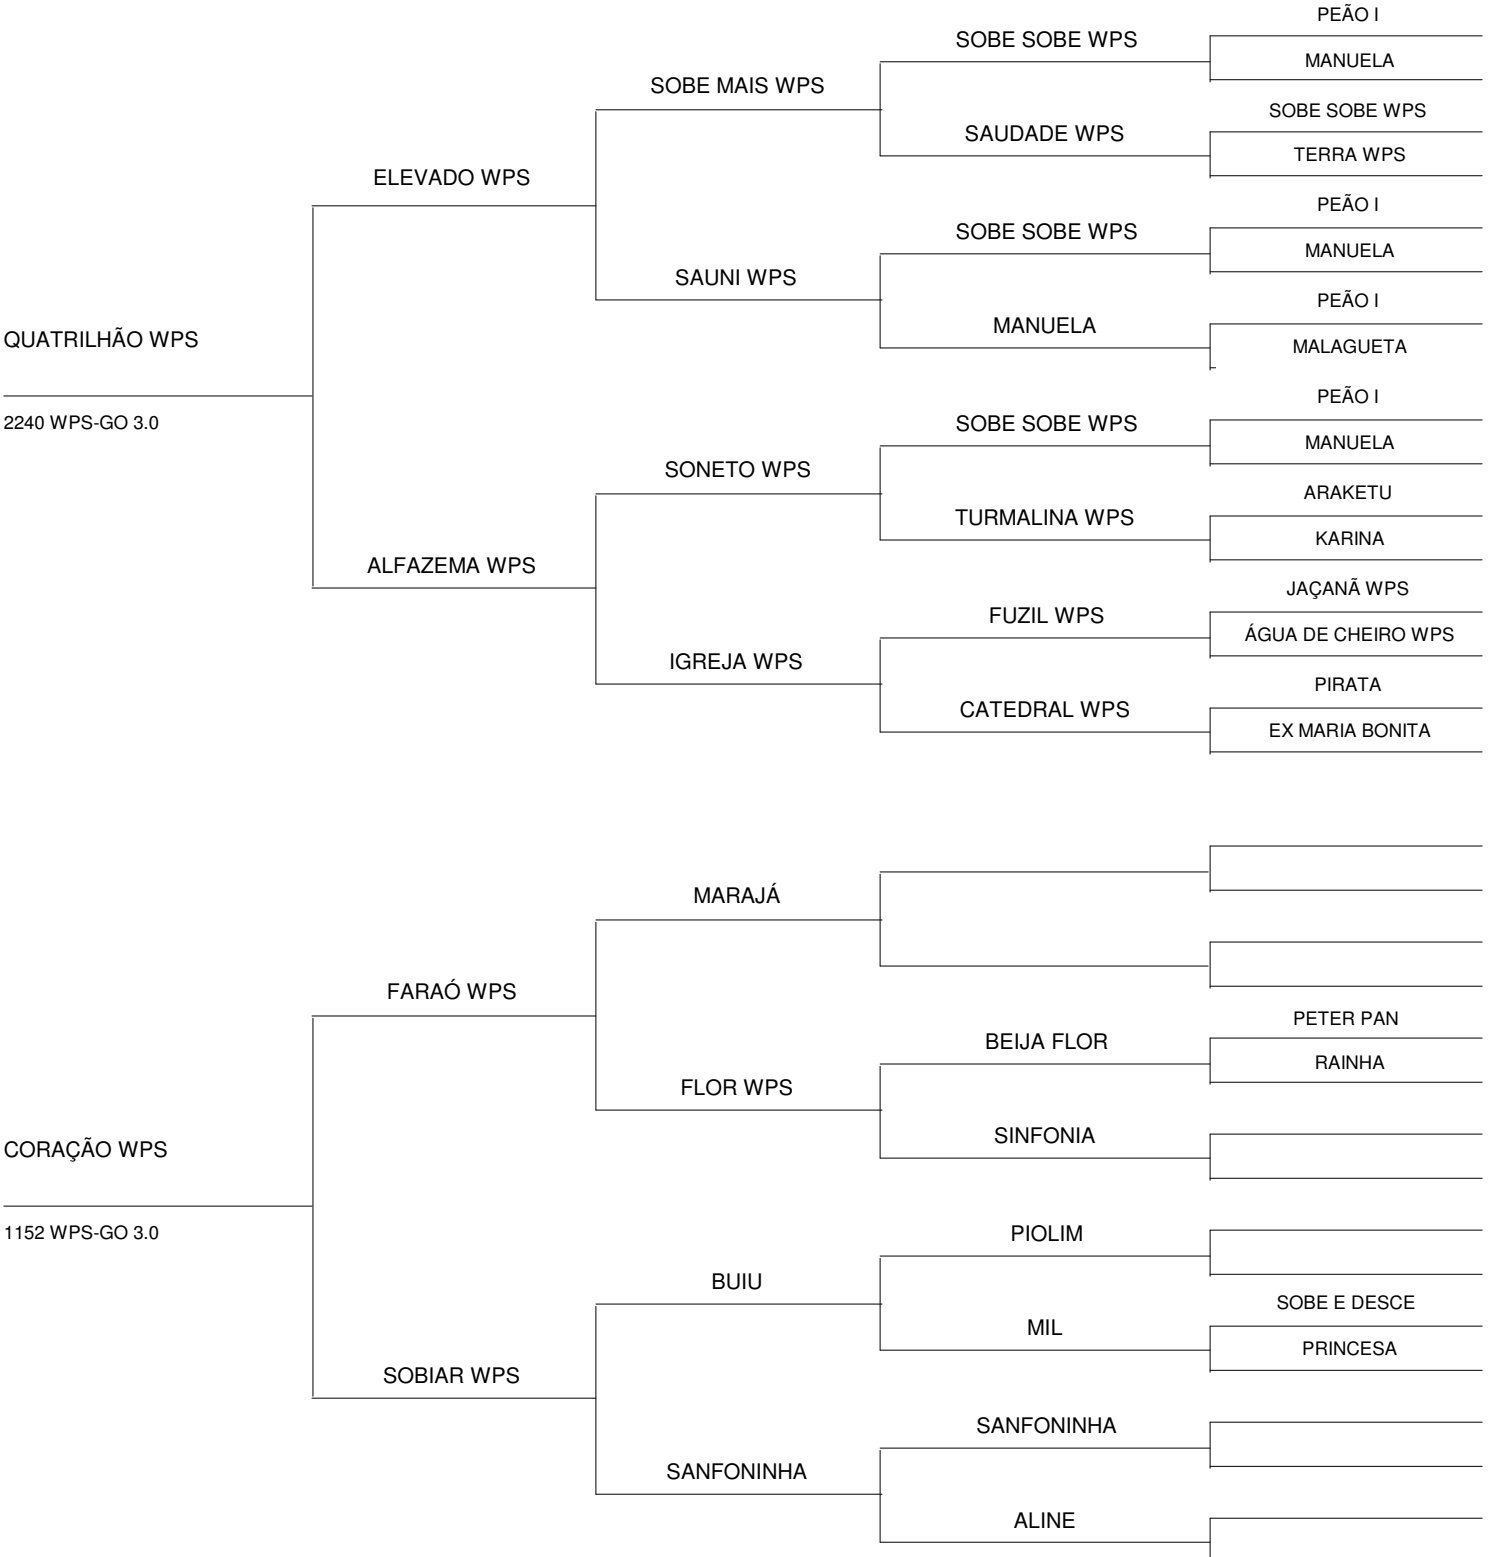 PEÃO I
SOBE SOBE WPS
MANUELA
SOBE MAIS WPS
SOBE SOBE WPS
SAUDADE WPS
TERRA WPS
ELEVADO WPS
PEÃO I
SOBE SOBE WPS
MANUELA
SAUNI WPS
PEÃO I
MANUELA
QUATRILHÃO WPS
MALAGUETA
PEÃO I
2240 WPS-GO 3.0
SOBE SOBE WPS
MANUELA
SONETO WPS
ARAKETU
TURMALINA WPS
KARINA
ALFAZEMA WPS
JAÇANÃ WPS
FUZIL WPS
ÁGUA DE CHEIRO WPS
IGREJA WPS
PIRATA
CATEDRAL WPS
EX MARIA BONITA
MARAJÁ
FARAÓ WPS
PETER PAN
BEIJA FLOR
RAINHA
FLOR WPS
SINFONIA
CORAÇÃO WPS
1152 WPS-GO 3.0
PIOLIM
BUIU
SOBE E DESCE
MIL
PRINCESA
SOBIAR WPS
SANFONINHA
SANFONINHA
ALINE